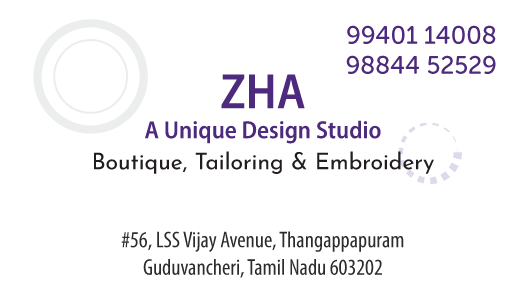 99401 14008
98844 52529
ZHA
A Unique Design Studio
Boutique, Tailoring & Embroidery
#56, LSS Vijay Avenue, Thangappapuram
Guduvancheri, Tamil Nadu 603202